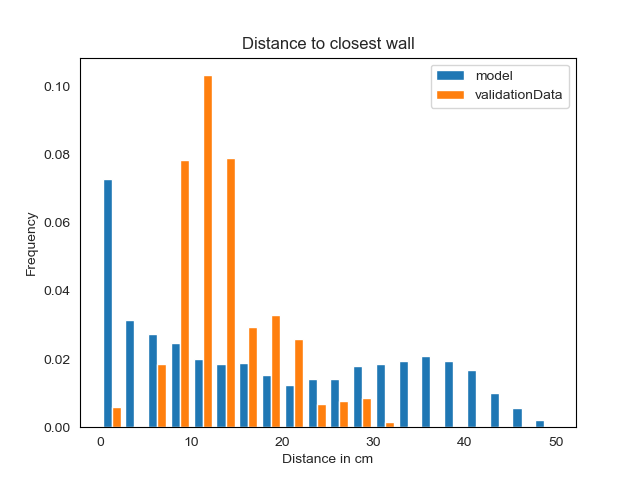 Distance to closest wall
model
validationData
0.10
0.08
0.06
0.04
0.02
0.00
Frequency
0 10 20 30 40 50
Distance in cm